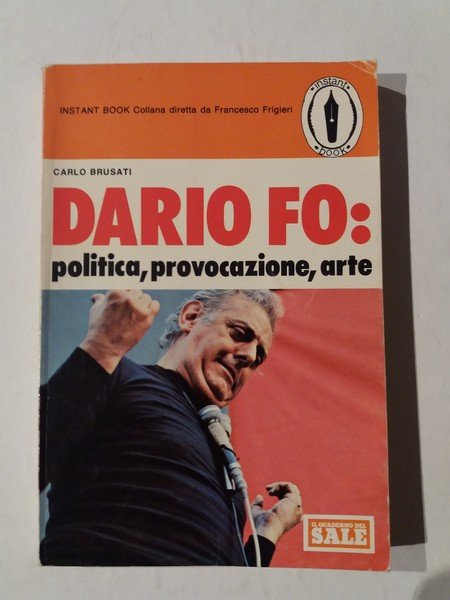 INSTANT BOOK Collana diretta da Francesco Frigieri
instant
book
CARLO BRUSATI
DARIO FO:
politica, provocazione, arte
IL QUADERNO DEL
SALE